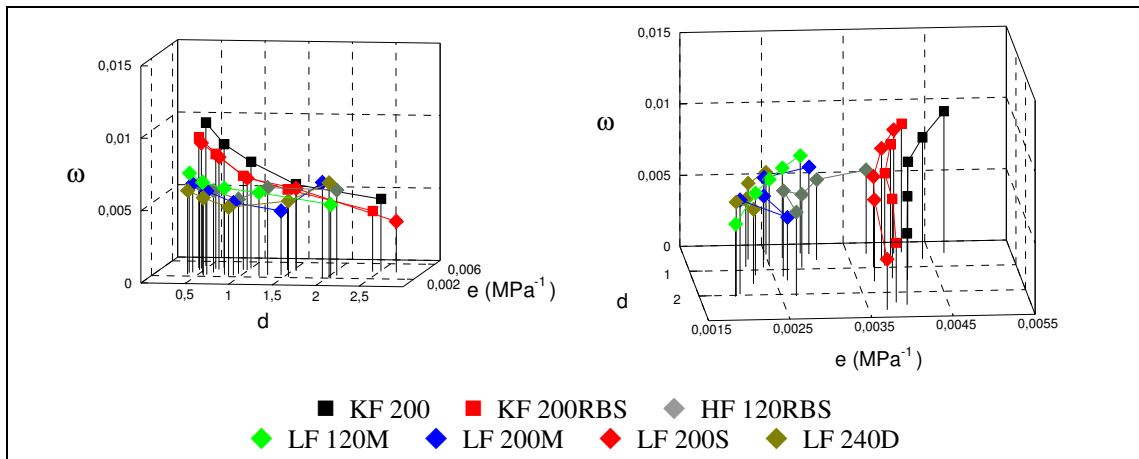 0,015
ω
0,01
0,005
0
0,5
1
1,5
2
2,5
d
0,006
0,002
e (MPa-1)
0,015
0,01
ω
0,005
0
1
d
2
0,0015
0,0025
0,0035
0,0045
0,0055
e (MPa-1)
KF 200 KF 200RBS HF 120RBS
LF 120M LF 200M LF 200S LF 240D